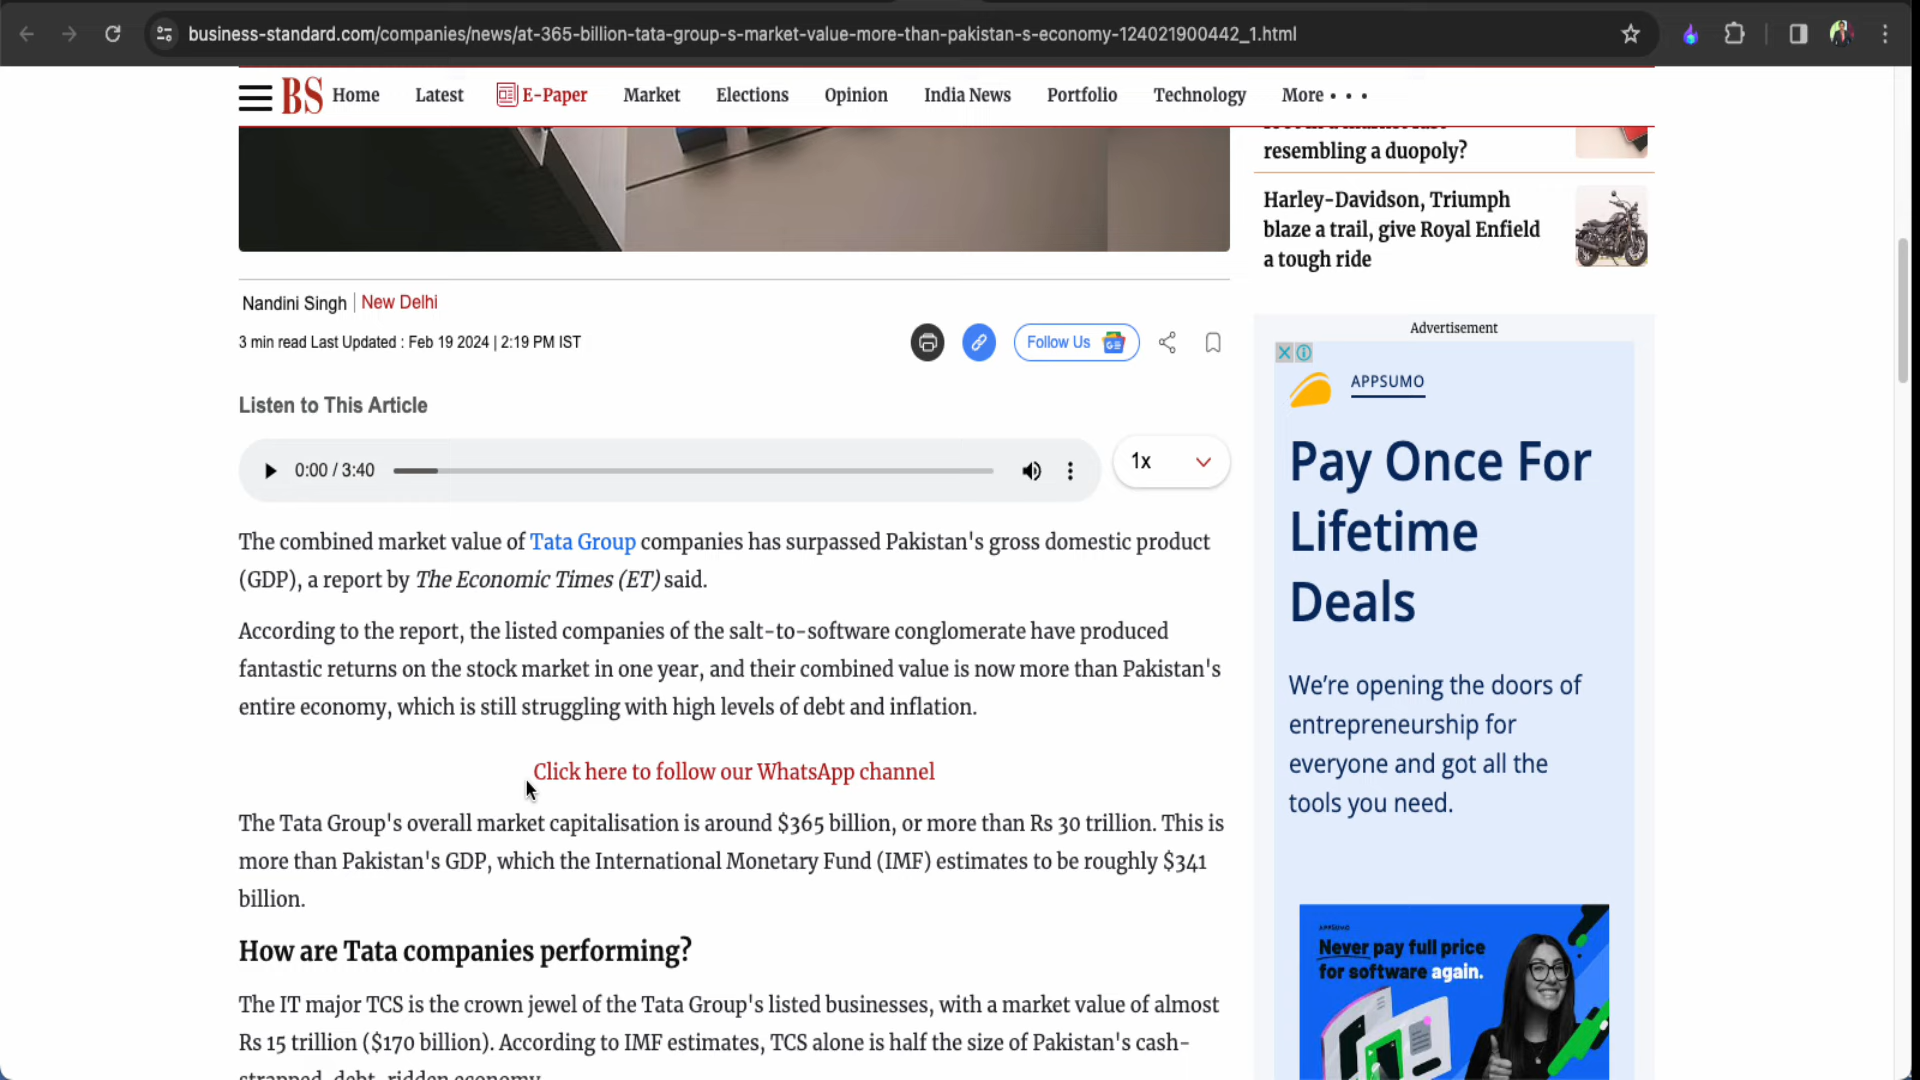 business-standard.com/companies/news/at-365-billion-tata-group-s-market-value-more-than-pakistan-s-economy-124021900442_1.html
BS Home Latest E-Paper Market Elections Opinion India News Portfolio Technology More
resembling a duopoly?
Harley-Davidson, Triumph
blaze a trail, give Royal Enfield
a tough ride
Nandini Singh | New Delhi
3 min read Last Updated : Feb 19 2024 | 2:19 PM IST
Follow Us
Listen to This Article
0:00 / 3:40
1x
The combined market value of Tata Group companies has surpassed Pakistan's gross domestic product
(GDP), a report by The Economic Times (ET) said.
According to the report, the listed companies of the salt-to-software conglomerate have produced
fantastic returns on the stock market in one year, and their combined value is now more than Pakistan's
entire economy, which is still struggling with high levels of debt and inflation.
Click here to follow our WhatsApp channel
The Tata Group's overall market capitalisation is around $365 billion, or more than Rs 30 trillion. This is
more than Pakistan's GDP, which the International Monetary Fund (IMF) estimates to be roughly $341
billion.
How are Tata companies performing?
The IT major TCS is the crown jewel of the Tata Group's listed businesses, with a market value of almost
Rs 15 trillion ($170 billion). According to IMF estimates, TCS alone is half the size of Pakistan's cash-
strapped, debt-ridden economy.
Advertisement
APPSUMO
Pay Once For
Lifetime
Deals
We're opening the doors of
entrepreneurship for
everyone and got all the
tools you need.
APPSUMO
Never pay full price
for software again.